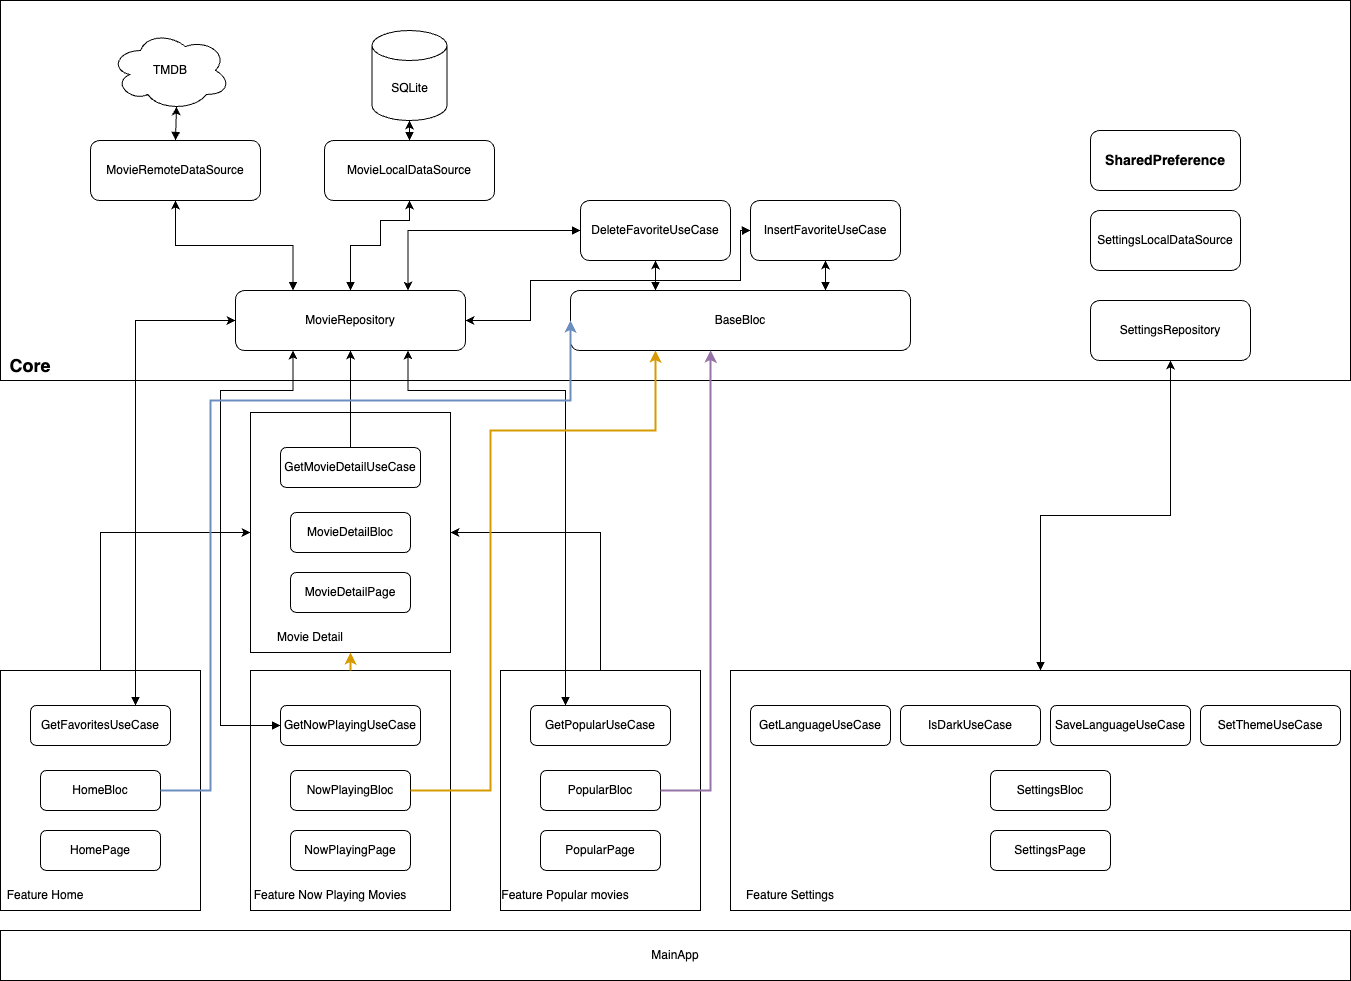 TMDB
SQLite
MovieRemoteDataSource
MovieLocalDataSource
SharedPreference
DeleteFavoriteUseCase
InsertFavoriteUseCase
SettingsLocalDataSource
MovieRepository
BaseBloc
SettingsRepository
Core
GetMovieDetailUseCase
MovieDetailBloc
MovieDetailPage
Movie Detail
GetFavoritesUseCase
HomeBloc
HomePage
Feature Home
GetNowPlayingUseCase
NowPlayingBloc
NowPlayingPage
Feature Now Playing Movies
GetPopularUseCase
PopularBloc
PopularPage
Feature Popular movies
GetLanguageUseCase
IsDarkUseCase
SaveLanguageUseCase
SetThemeUseCase
SettingsBloc
SettingsPage
Feature Settings
MainApp